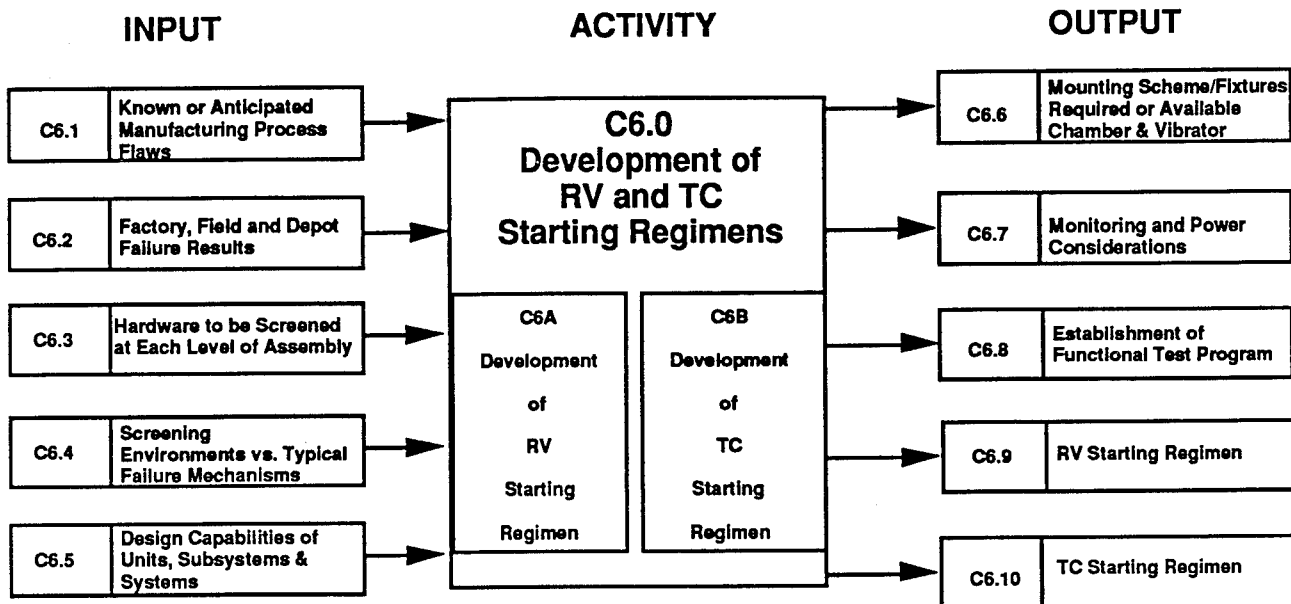 INPUT
ACTIVITY
OUTPUT
C6.1
Known or Anticipated
Manufacturing Process
Flaws
C6.2
Factory, Field and Depot
Failure Results
C6.3
Hardware to be Screened
at Each Level of Assembly
C6.4
Screening
Environments vs. Typical
Failure Mechanisms
C6.5
Design Capabilities of
Units, Subsystems &
Systems
C6.0
Development of
RV and TC
Starting Regimens
C6A
Development
of
RV
Starting
Regimen
C6B
Development
of
TC
Starting
Regimen
C6.6
Mounting Scheme/Fixtures
Required or Available
Chamber & Vibrator
C6.7
Monitoring and Power
Considerations
C6.8
Establishment of
Functional Test Program
C6.9
RV Starting Regimen
C6.10
TC Starting Regimen